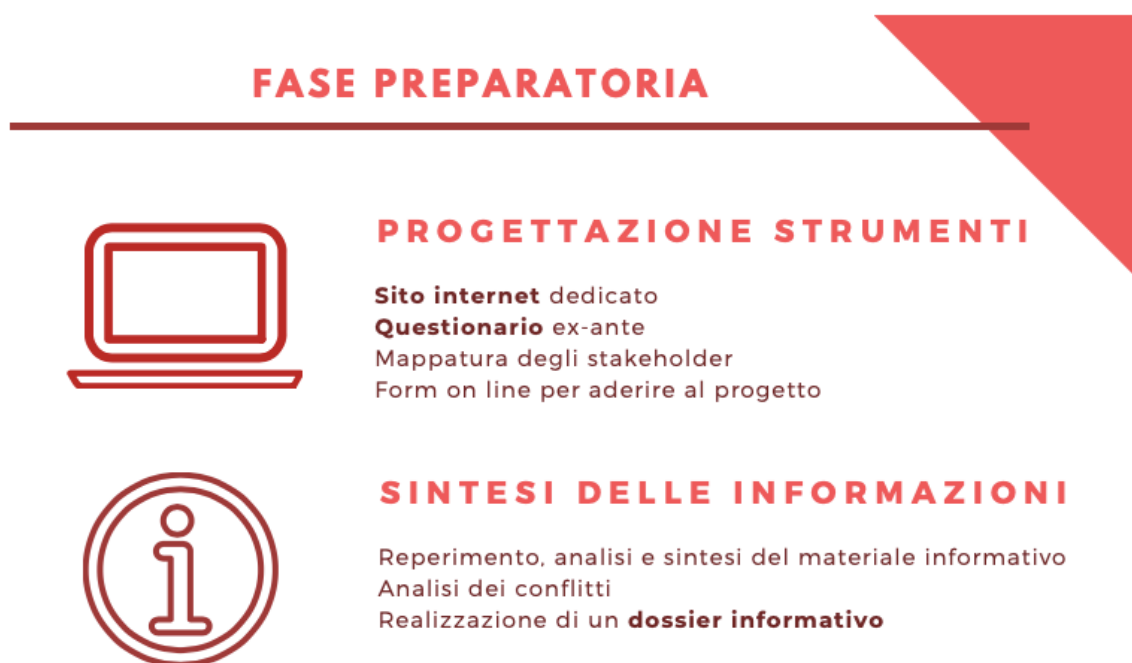 FASE PREPARATORIA
PROGETTAZIONE STRUMENTI
Sito internet dedicato
Questionario ex-ante
Mappatura degli stakeholder
Form on line per aderire al progetto
SINTESI DELLE INFORMAZIONI
Reperimento, analisi e sintesi del materiale informativo
Analisi dei conflitti
Realizzazione di un dossier informativo